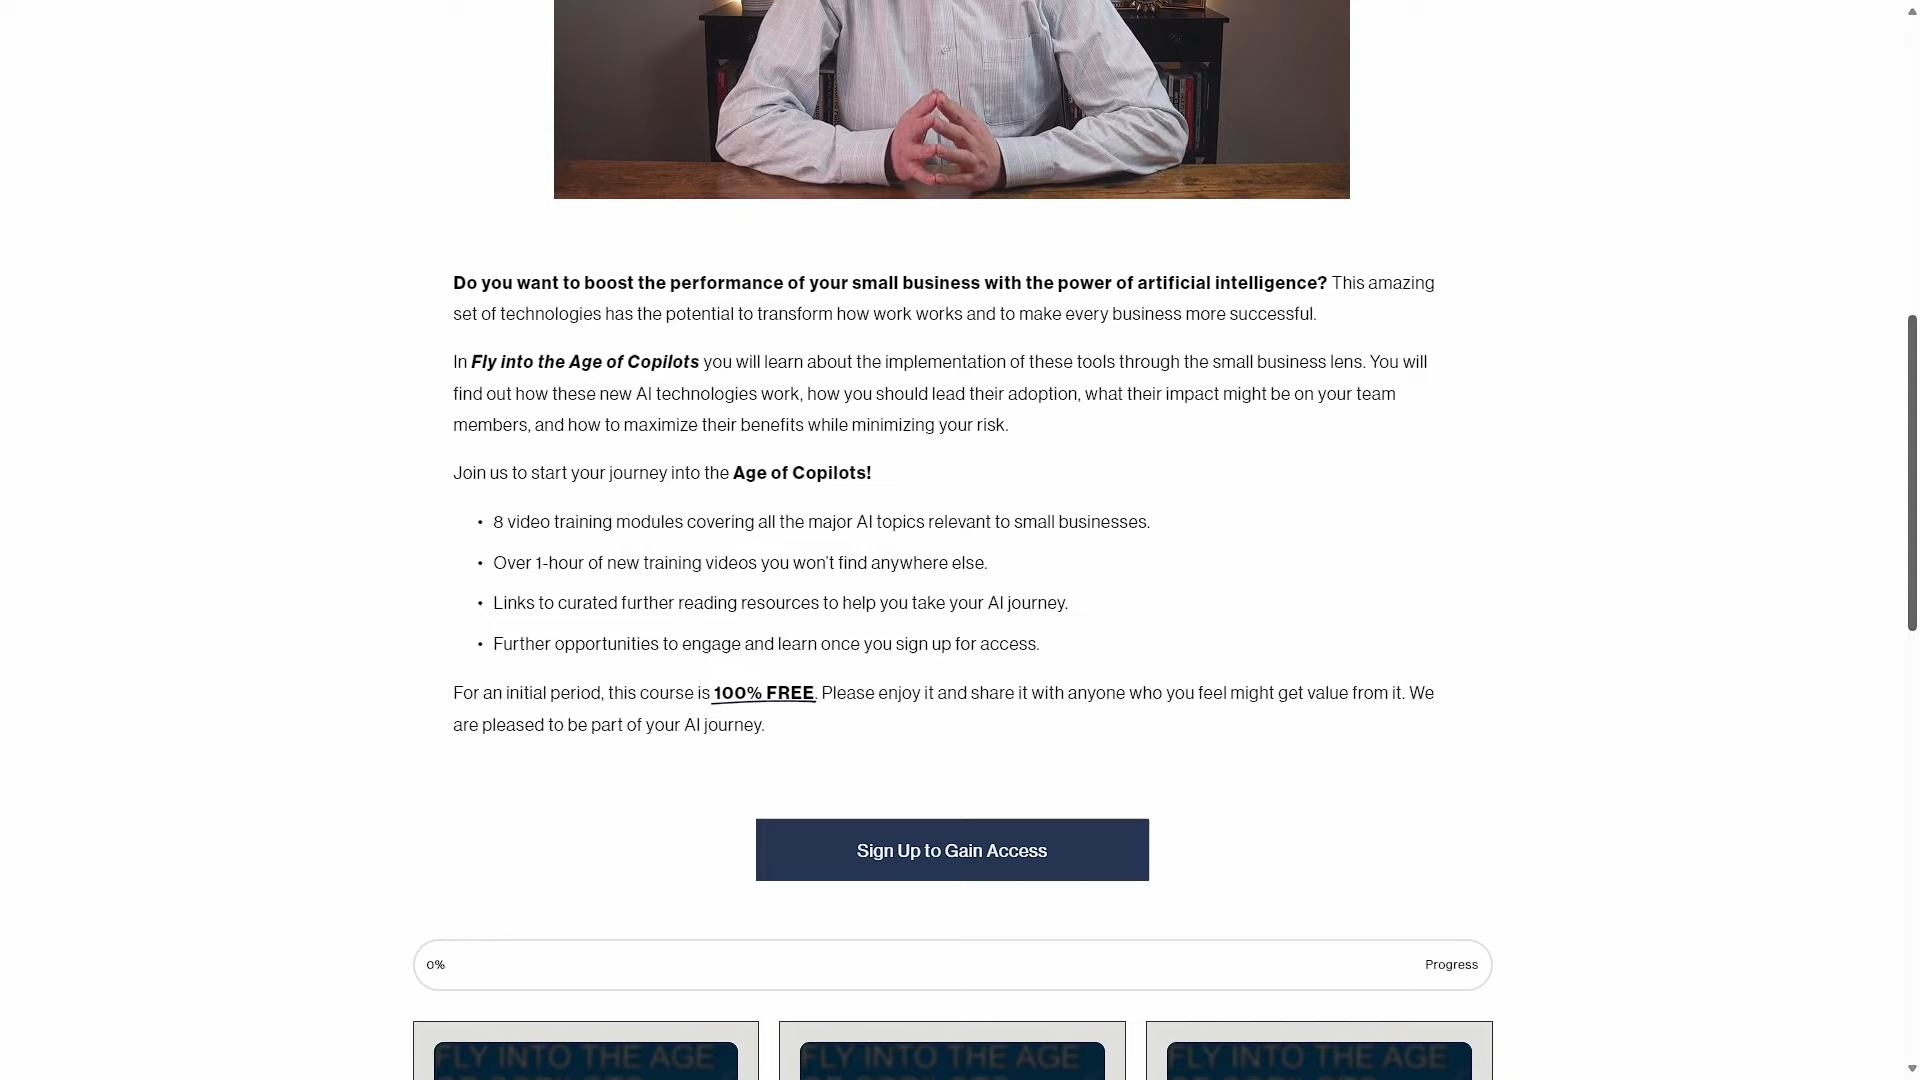 Do you want to boost the performance of your small business with the power of artificial intelligence? This amazing
set of technologies has the potential to transform how work works and to make every business more successful.
In Fly into the Age of Copilots you will learn about the implementation of these tools through the small business lens. You will
find out how these new AI technologies work, how you should lead their adoption, what their impact might be on your team
members, and how to maximize their benefits while minimizing your risk.
Join us to start your journey into the Age of Copilots!
• 8 video training modules covering all the major AI topics relevant to small businesses.
• Over 1-hour of new training videos you won't find anywhere else.
• Links to curated further reading resources to help you take your AI journey.
• Further opportunities to engage and learn once you sign up for access.
For an initial period, this course is 100% FREE. Please enjoy it and share it with anyone who you feel might get value from it. We
are pleased to be part of your AI journey.
Sign Up to Gain Access
0% Progress
FLY INTO THE AGE FLY INTO THE AGE FLY INTO THE AGE